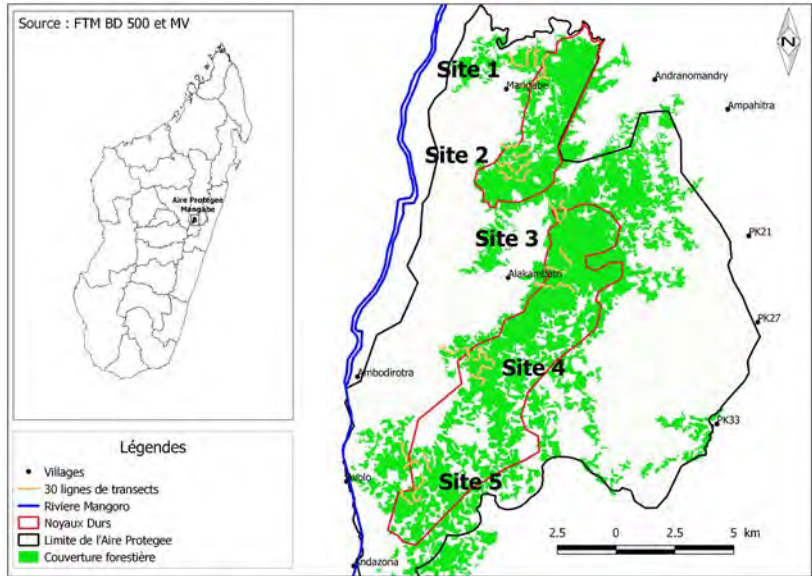 Source : FTM BD 500 et MV
Aire Protegee
Mangabe
Légendes
Villages
30 lignes de transects
Riviere Mangoro
Noyaux Durs
Limite de l'Aire Protegee
Couverture forestière
Site 1
Mangabe
Andranomandry
Ampahitra
Site 2
Site 3
PK21
Alakambato
PK27
Ambodirotra
Site 4
PK33
Site 5
Andazona
2.5 0 2.5 5 km
N